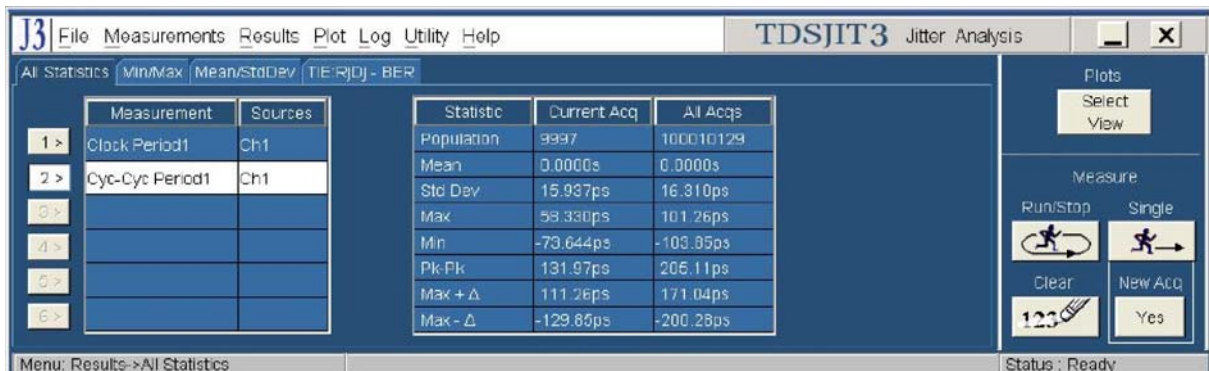 J3 File Measurements Results Plot Log Utility Help TDSJIT3 Jitter Analysis
All Statistics Min/Max Mean/StdDev TIE:RjDj - BER
Measurement Sources
1 > Clock Period1 Ch1
2 > Cyc-Cyc Period1 Ch1
3 >
4 >
5 >
6 >
Statistic Current Acq All Acqs
Population 9997 100010129
Mean 0.0000s 0.0000s
Std Dev 15.937ps 16.310ps
Max 58.330ps 101.26ps
Min -73.644ps -103.85ps
Pk-Pk 131.97ps 205.11ps
Max + Δ 111.26ps 171.04ps
Max - Δ -129.85ps -200.28ps
Plots
Select
View
Measure
Run/Stop Single
Clear New Acq
123 Yes
Menu: Results->All Statistics Status : Ready